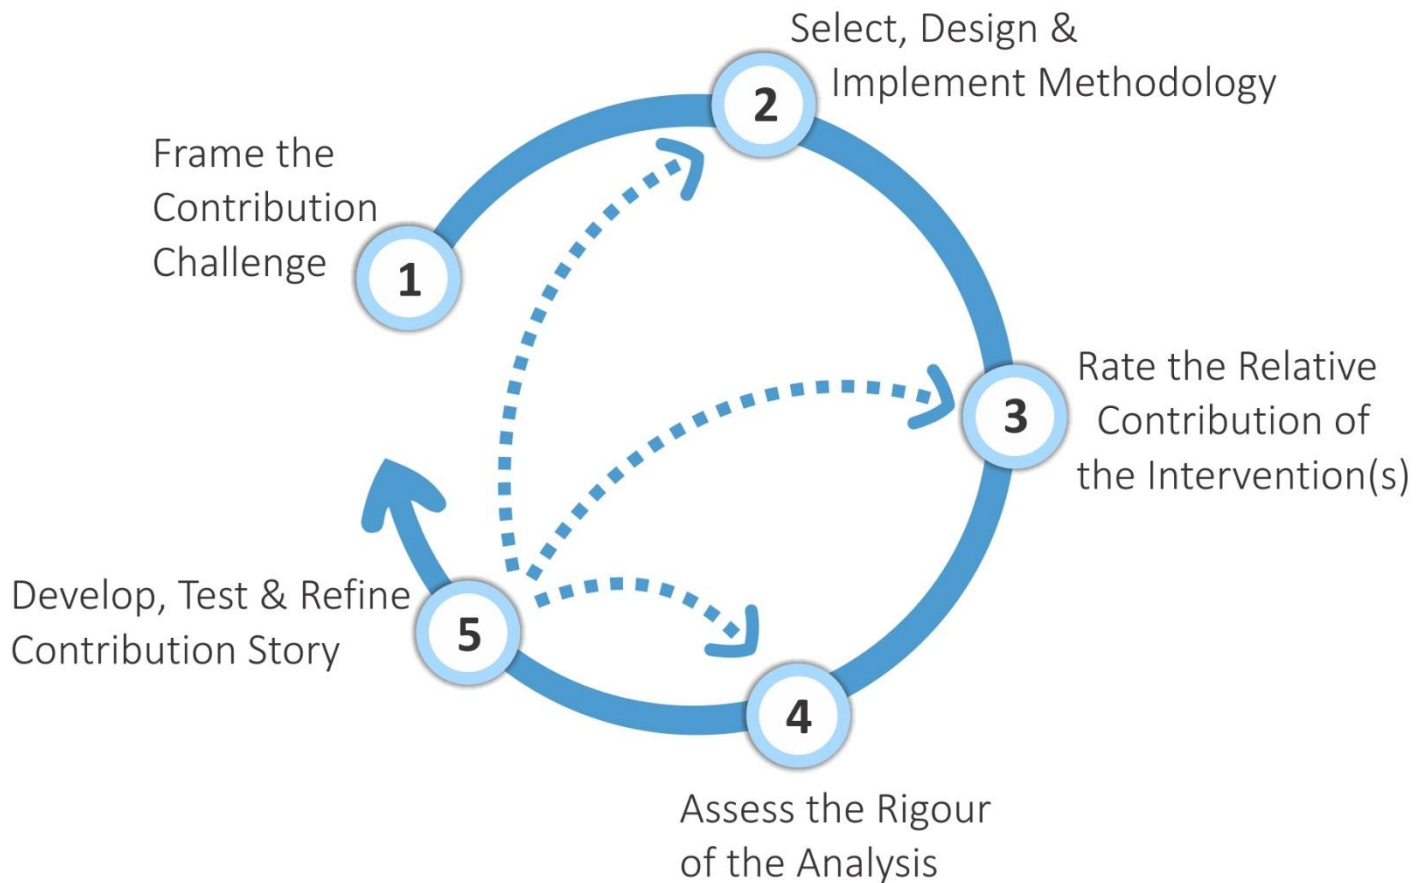 1
Frame the
Contribution
Challenge
2
Select, Design &
Implement Methodology
3
Rate the Relative
Contribution of
the Intervention(s)
4
Assess the Rigour
of the Analysis
5
Develop, Test & Refine
Contribution Story